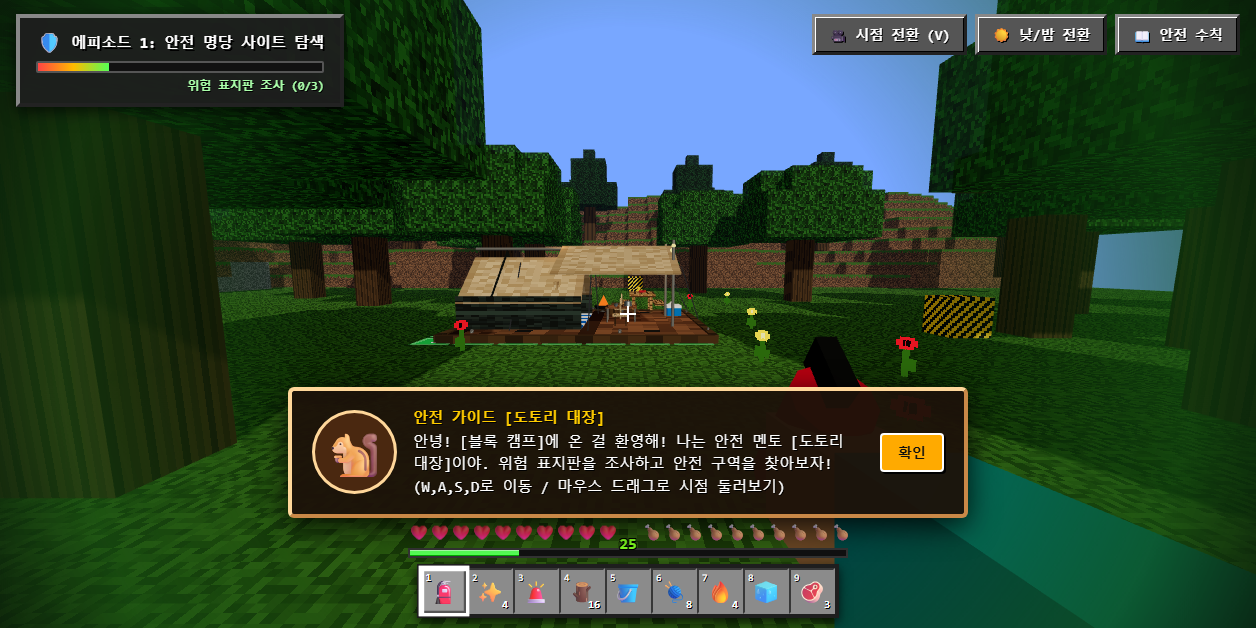 에피소드 1: 안전 명당 사이트 탐색
위험 표지판 조사 (0/3)
시점 전환 (V)
낮/밤 전환
안전 수칙
안전 가이드 [도토리 대장]
안녕! [블록 캠프]에 온 걸 환영해! 나는 안전 멘토 [도토리
대장]이야. 위험 표지판을 조사하고 안전 구역을 찾아보자!
(W,A,S,D로 이동 / 마우스 드래그로 시점 둘러보기)
확인
25
1 2 4 3 4 16 5 6 8 7 4 8 9 3